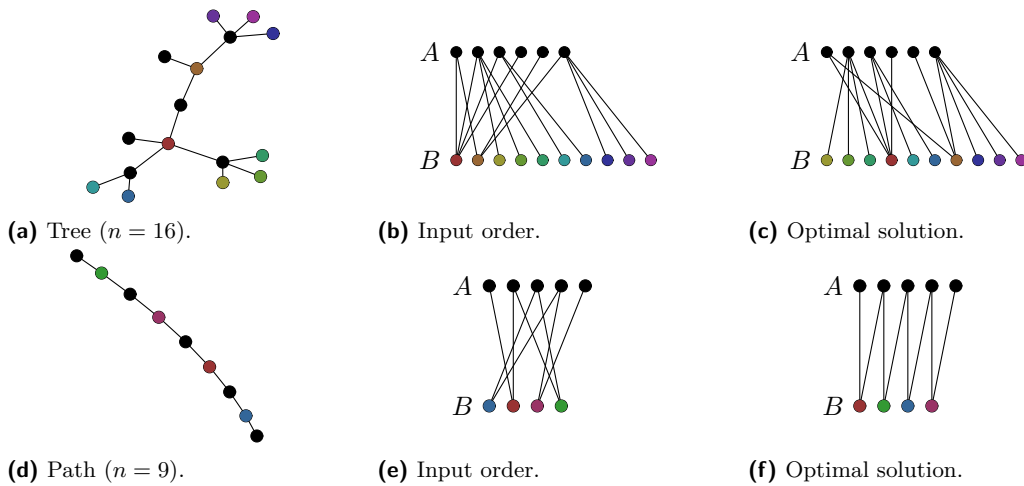 A
A
B
B
(a) Tree (n = 16).
(b) Input order.
(c) Optimal solution.
A
A
B
B
(d) Path (n = 9).
(e) Input order.
(f) Optimal solution.